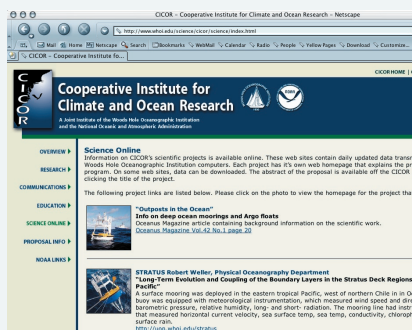 CICOR – Cooperative Institute for Climate and Ocean Research – Netscape
http://www.whoi.edu/science/cicor/science/index.html
Mail Home Netscape Search Bookmarks WebMail Calendar Radio People Yellow Pages Download Customize...
CICOR – Cooperative Institute fo...
CICOR HOME
CICOR
Cooperative Institute for
Climate and Ocean Research
A Joint Institute of the Woods Hole Oceanographic Institution
and the National Oceanic and Atmospheric Administration
NOAA
OVERVIEW
RESEARCH
COMMUNICATIONS
EDUCATION
SCIENCE ONLINE
PROPOSAL INFO
NOAA LINKS
Science Online
Information on CICOR's scientific projects is available online. These web sites contain daily updated data
Woods Hole Oceanographic Institution computers. Each project has it's own web homepage that explains the
program. On some web sites, data can be downloaded. The abstract of the proposal is available off the CICOR
clicking the title of the project.
The following project links are listed below. Please click on the photo to view the homepage for the project
"Outposts in the Ocean"
Info on deep ocean moorings and Argo floats
Oceanus Magazine article containing background information on the scientific work.
Oceanus Magazine Vol.42 No.1 page 20
STRATUS Robert Weller, Physical Oceanography Department
"Long-Term Evolution and Coupling of the Boundary Layers in the Stratus Deck Regions
Pacific"
A surface mooring was deployed in the eastern tropical Pacific, west of northern Chile in in
buoy was equipped with meteorological instrumentation, which measured wind speed and
barometric pressure, relative humidity, long- and short- radiation. The mooring line had
that measured horizontal current velocity, sea surface temp, sea temp, conductivity,
surface rain.
http://uop.whoi.edu/stratus